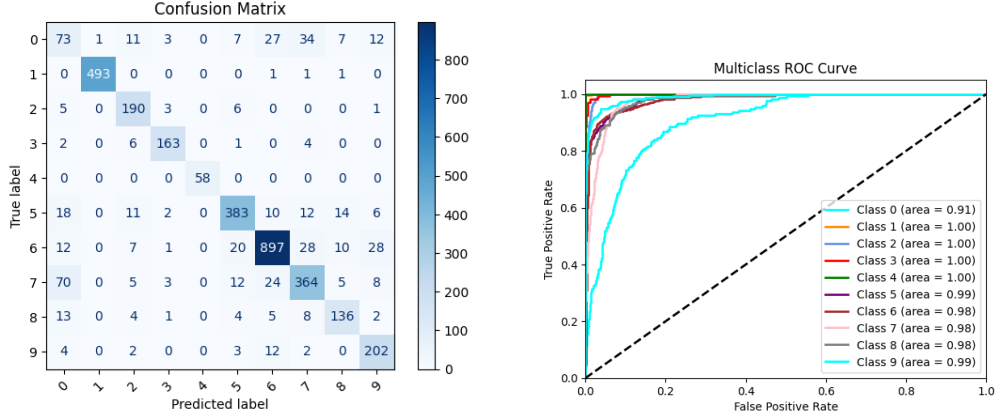 Confusion Matrix
0 73 1 11 3 0 7 27 34 7 12
1 0 493 0 0 0 0 1 1 1 0
2 5 0 190 3 0 6 0 0 0 1
3 2 0 6 163 0 1 0 4 0 0
4 0 0 0 0 58 0 0 0 0 0
5 18 0 11 2 0 383 10 12 14 6
6 12 0 7 1 0 20 897 28 10 28
7 70 0 5 3 0 12 24 364 5 8
8 13 0 4 1 0 4 5 8 136 2
9 4 0 2 0 0 3 12 2 0 202
0 1 2 3 4 5 6 7 8 9
True label
Predicted label
800
700
600
500
400
300
200
100
0
Multiclass ROC Curve
1.0
0.8
0.6
0.4
0.2
0.0
True Positive Rate
Class 0 (area = 0.91)
Class 1 (area = 1.00)
Class 2 (area = 1.00)
Class 3 (area = 1.00)
Class 4 (area = 1.00)
Class 5 (area = 0.99)
Class 6 (area = 0.98)
Class 7 (area = 0.98)
Class 8 (area = 0.98)
Class 9 (area = 0.99)
0.0 0.2 0.4 0.6 0.8 1.0
False Positive Rate